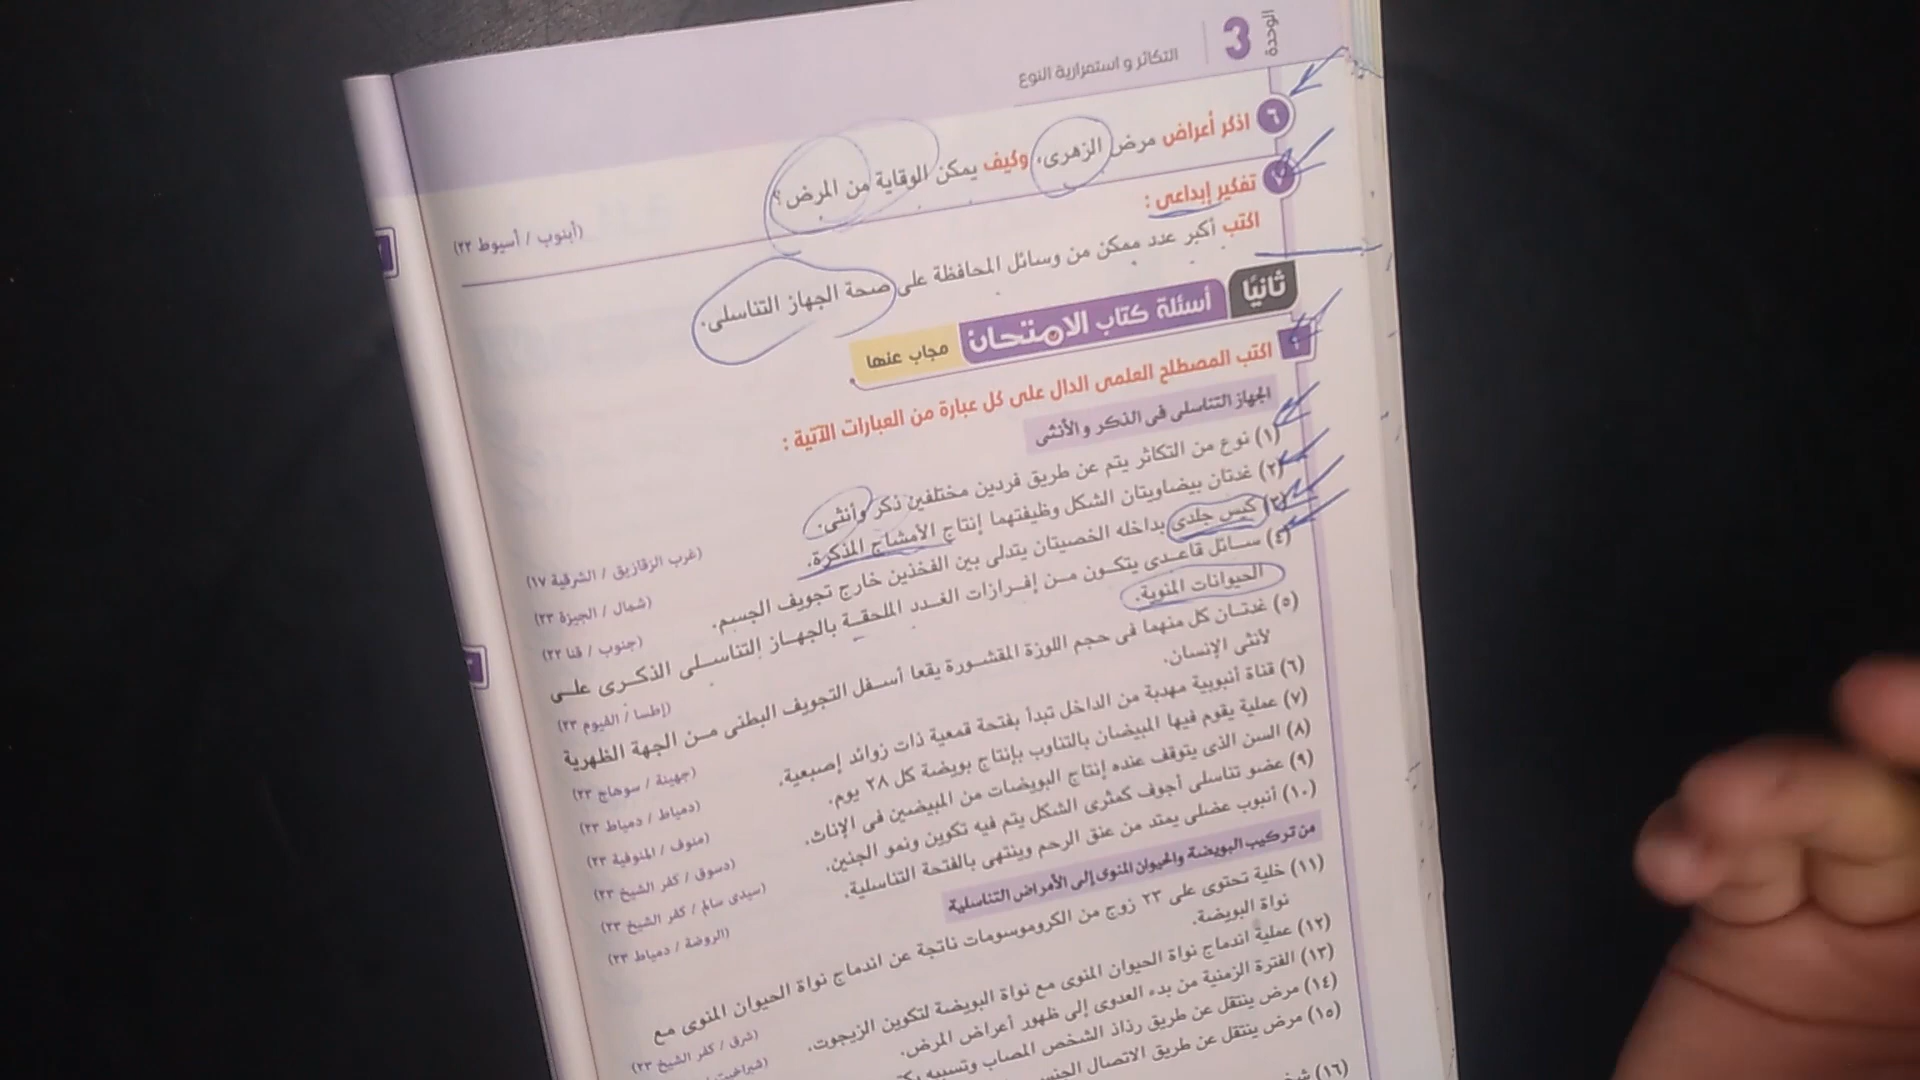 الوحدة
3
التكاثر و استمرارية النوع
٦ اذكر أعراض مرض الزهرى، وكيف يمكن الوقاية من المرض ؟
٧ تفكير إبداعى :
(أبنوب / أسيوط ٢٣)
اكتب أكبر عدد ممكن من وسائل المحافظة على صحة الجهاز التناسلى.
ثانيًا أسئلة كتاب الامتحان مجاب عنها
اكتب المصطلح العلمى الدال على كل عبارة من العبارات الآتية :
الجهاز التناسلى فى الذكر والأنثى
(١) نوع من التكاثر يتم عن طريق فردين مختلفين ذكر وأنثى.
(غرب الزقازيق / الشرقية ١٧)
(٢) غدتان بيضاويتان الشكل وظيفتهما إنتاج الأمشاج المذكرة.
(شمال / الجيزة ٢٣)
(٣) كيس جلدى بداخله الخصيتان يتدلى بين الفخذين خارج تجويف الجسم.
(جنوب / قنا ٢٢)
(٤) سائل قاعدى يتكون من إفرازات الغدد الملحقة بالجهاز التناسلى الذكرى على
الحيوانات المنوية.
(إطسا / الفيوم ٢٣)
(٥) غدتان كل منهما فى حجم اللوزة المقشورة يقعا أسفل التجويف البطنى من الجهة الظهرية
لأنثى الإنسان.
(جهينة / سوهاج ٢٣)
(٦) قناة أنبوبية مهدبة من الداخل تبدأ بفتحة قمعية ذات زوائد إصبعية.
(دمياط / دمياط ٢٣)
(٧) عملية يقوم فيها المبيضان بالتناوب بإنتاج بويضة كل ٢٨ يوم.
(منوف / المنوفية ٢٣)
(٨) السن الذى يتوقف عنده إنتاج البويضات من المبيضين فى الإناث.
(دسوق / كفر الشيخ ٢٣)
(٩) عضو تناسلى أجوف كمثرى الشكل يتم فيه تكوين ونمو الجنين.
(سيدى سالم / كفر الشيخ ٢٣)
(١٠) أنبوب عضلى يمتد من عنق الرحم وينتهى بالفتحة التناسلية.
(الروضة / دمياط ٢٣)
من تركيب البويضة والحيوان المنوى إلى الأمراض التناسلية
(١١) خلية تحتوى على ٢٣ زوج من الكروموسومات ناتجة عن اندماج نواة الحيوان المنوى مع
نواة البويضة.
(شرق / كفر الشيخ ٢٣)
(١٢) عملية اندماج نواة الحيوان المنوى مع نواة البويضة لتكوين الزيجوت.
(١٣) الفترة الزمنية من بدء العدوى إلى ظهور أعراض المرض.
(١٤) مرض ينتقل عن طريق رذاذ الشخص المصاب وتسببه
(١٥) مرض ينتقل عن طريق الاتصال
(١٦)